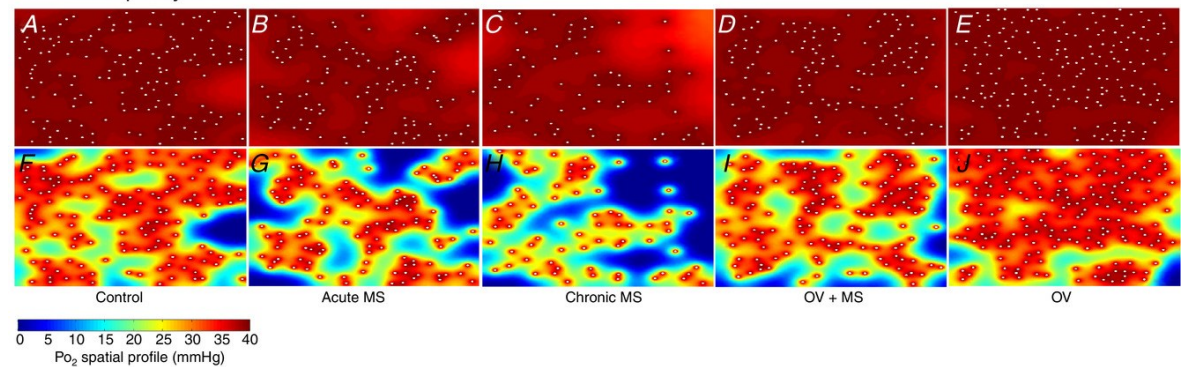 A B C D E
F G H I J
Control Acute MS Chronic MS OV + MS OV
0 5 10 15 20 25 30 35 40
Po₂ spatial profile (mmHg)